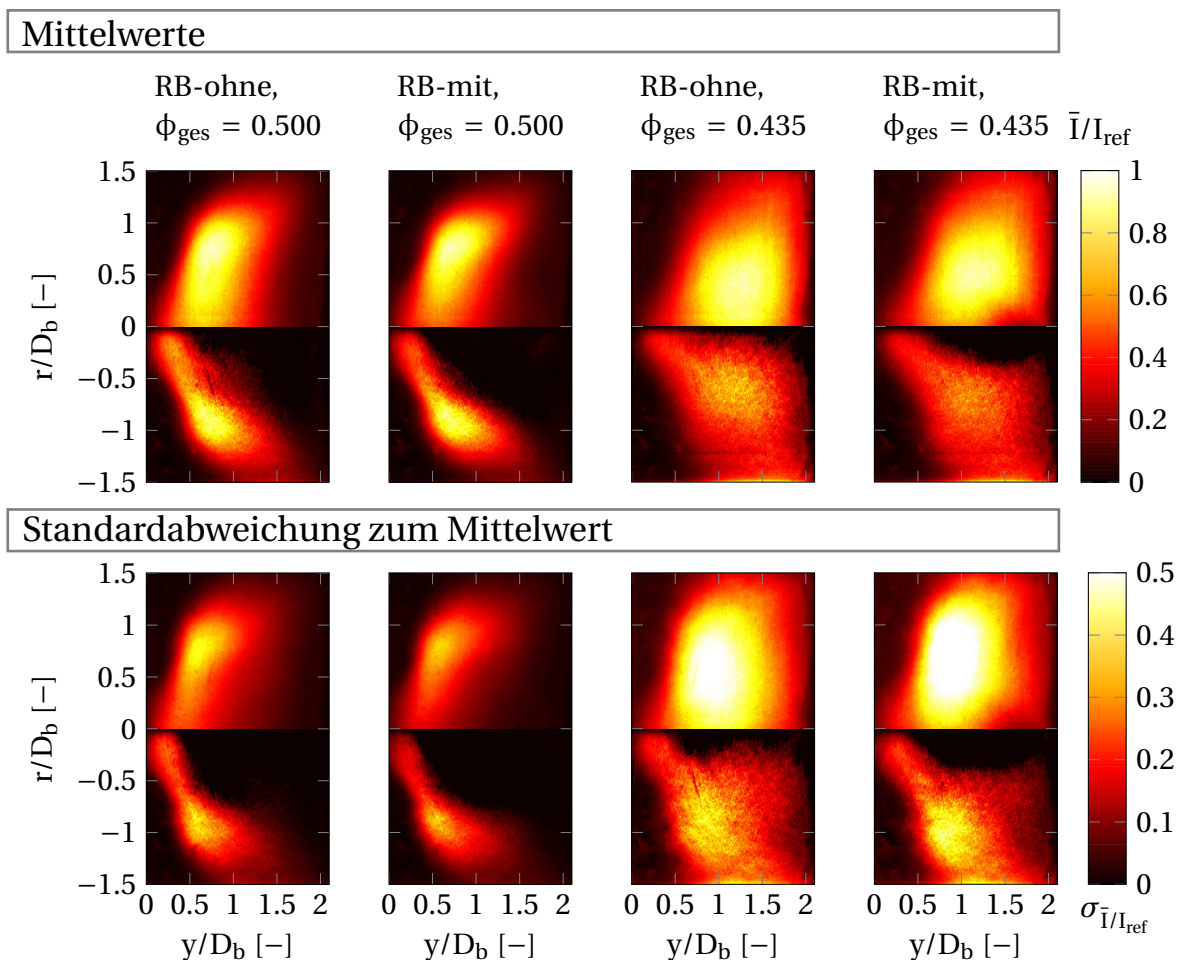 Mittelwerte
RB-ohne, RB-mit, RB-ohne, RB-mit,
ϕges = 0.500 ϕges = 0.500 ϕges = 0.435 ϕges = 0.435 Ī/Iref
1.5 1
1 0.8
0.5 0.6
0
−0.5 0.4
−1 0.2
−1.5 0
r/Db [−]
Standardabweichung zum Mittelwert
1.5 0.5
1 0.4
0.5 0.3
0
−0.5 0.2
−1 0.1
−1.5 0
r/Db [−]
0 0.5 1 1.5 2 0 0.5 1 1.5 2 0 0.5 1 1.5 2 0 0.5 1 1.5 2 σĪ/Iref
y/Db [−] y/Db [−] y/Db [−] y/Db [−]